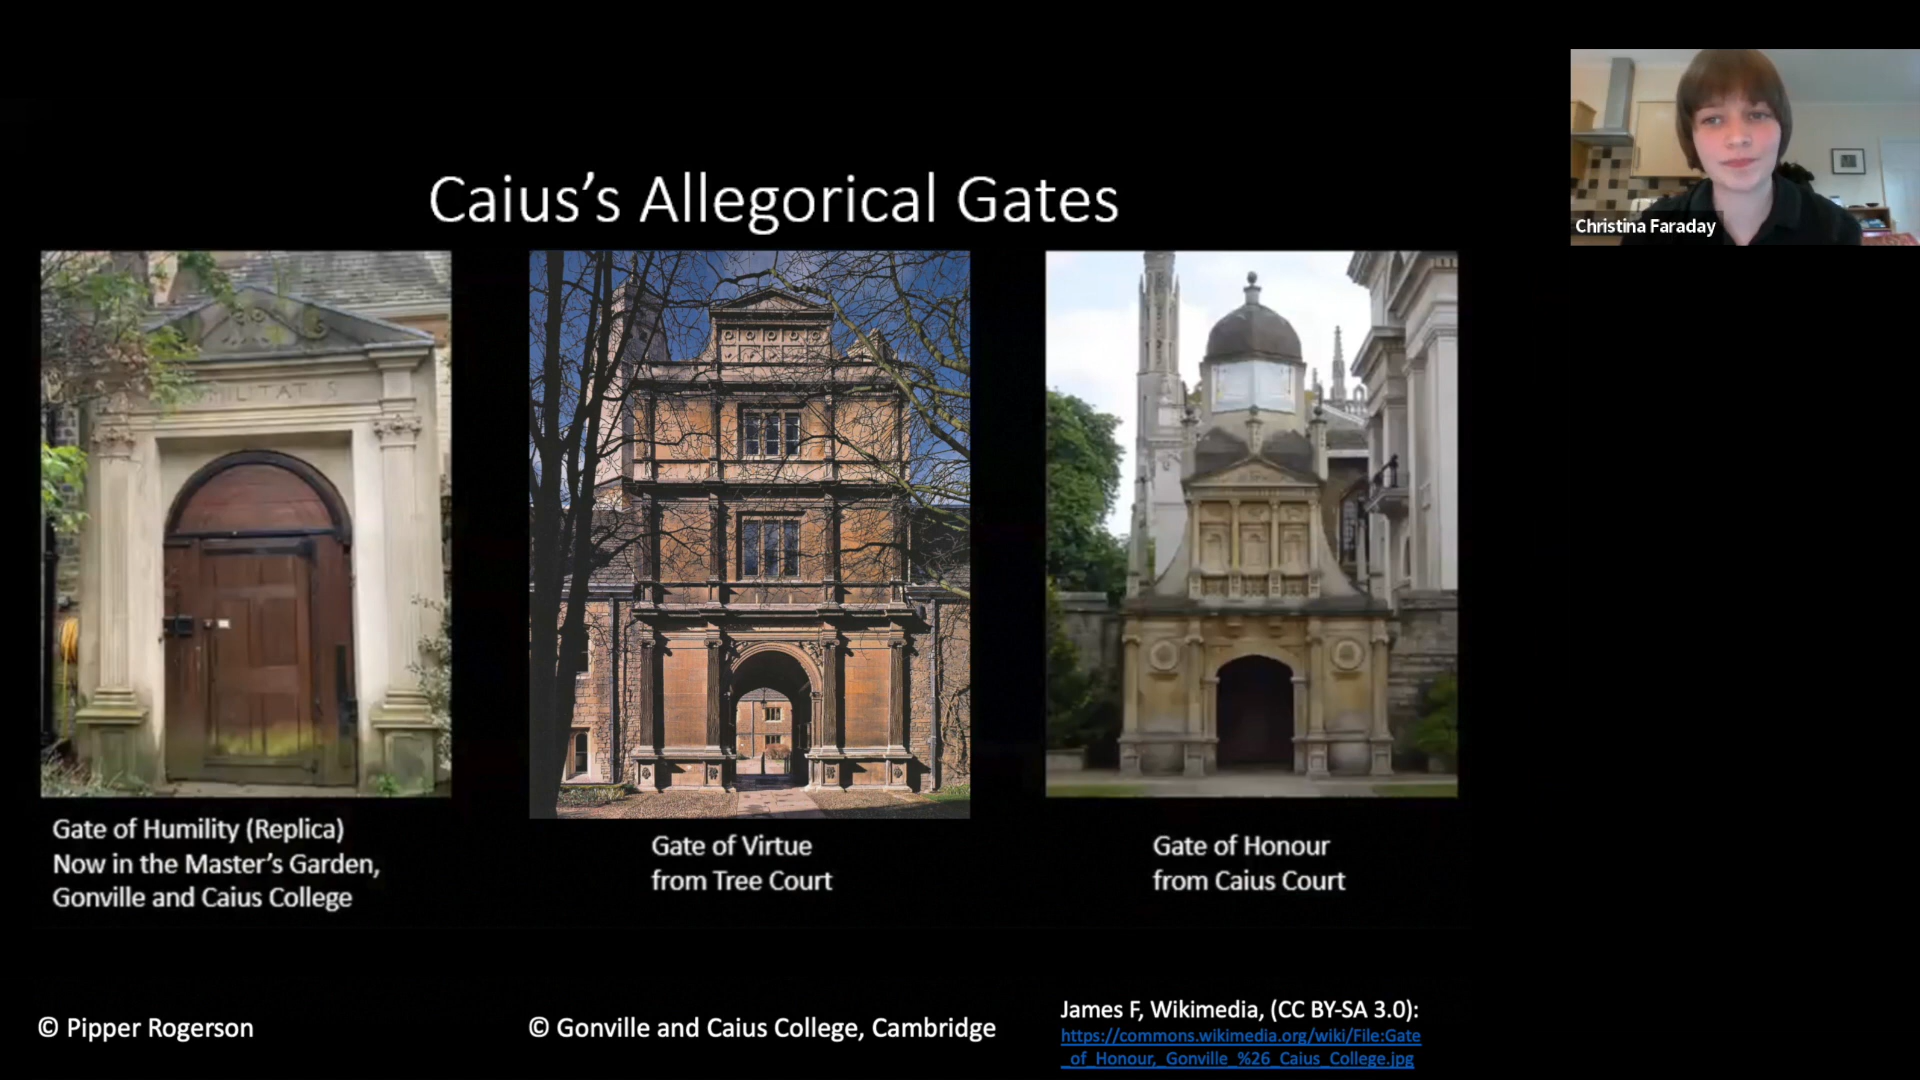 Caius's Allegorical Gates
Christina Faraday
MILITATIS
Gate of Humility (Replica)
Now in the Master's Garden,
Gonville and Caius College
Gate of Virtue
from Tree Court
Gate of Honour
from Caius Court
© Pipper Rogerson
© Gonville and Caius College, Cambridge
James F, Wikimedia, (CC BY-SA 3.0):
https://commons.wikimedia.org/wiki/File:Gate
_of_Honour,_Gonville_%26_Caius_College.jpg